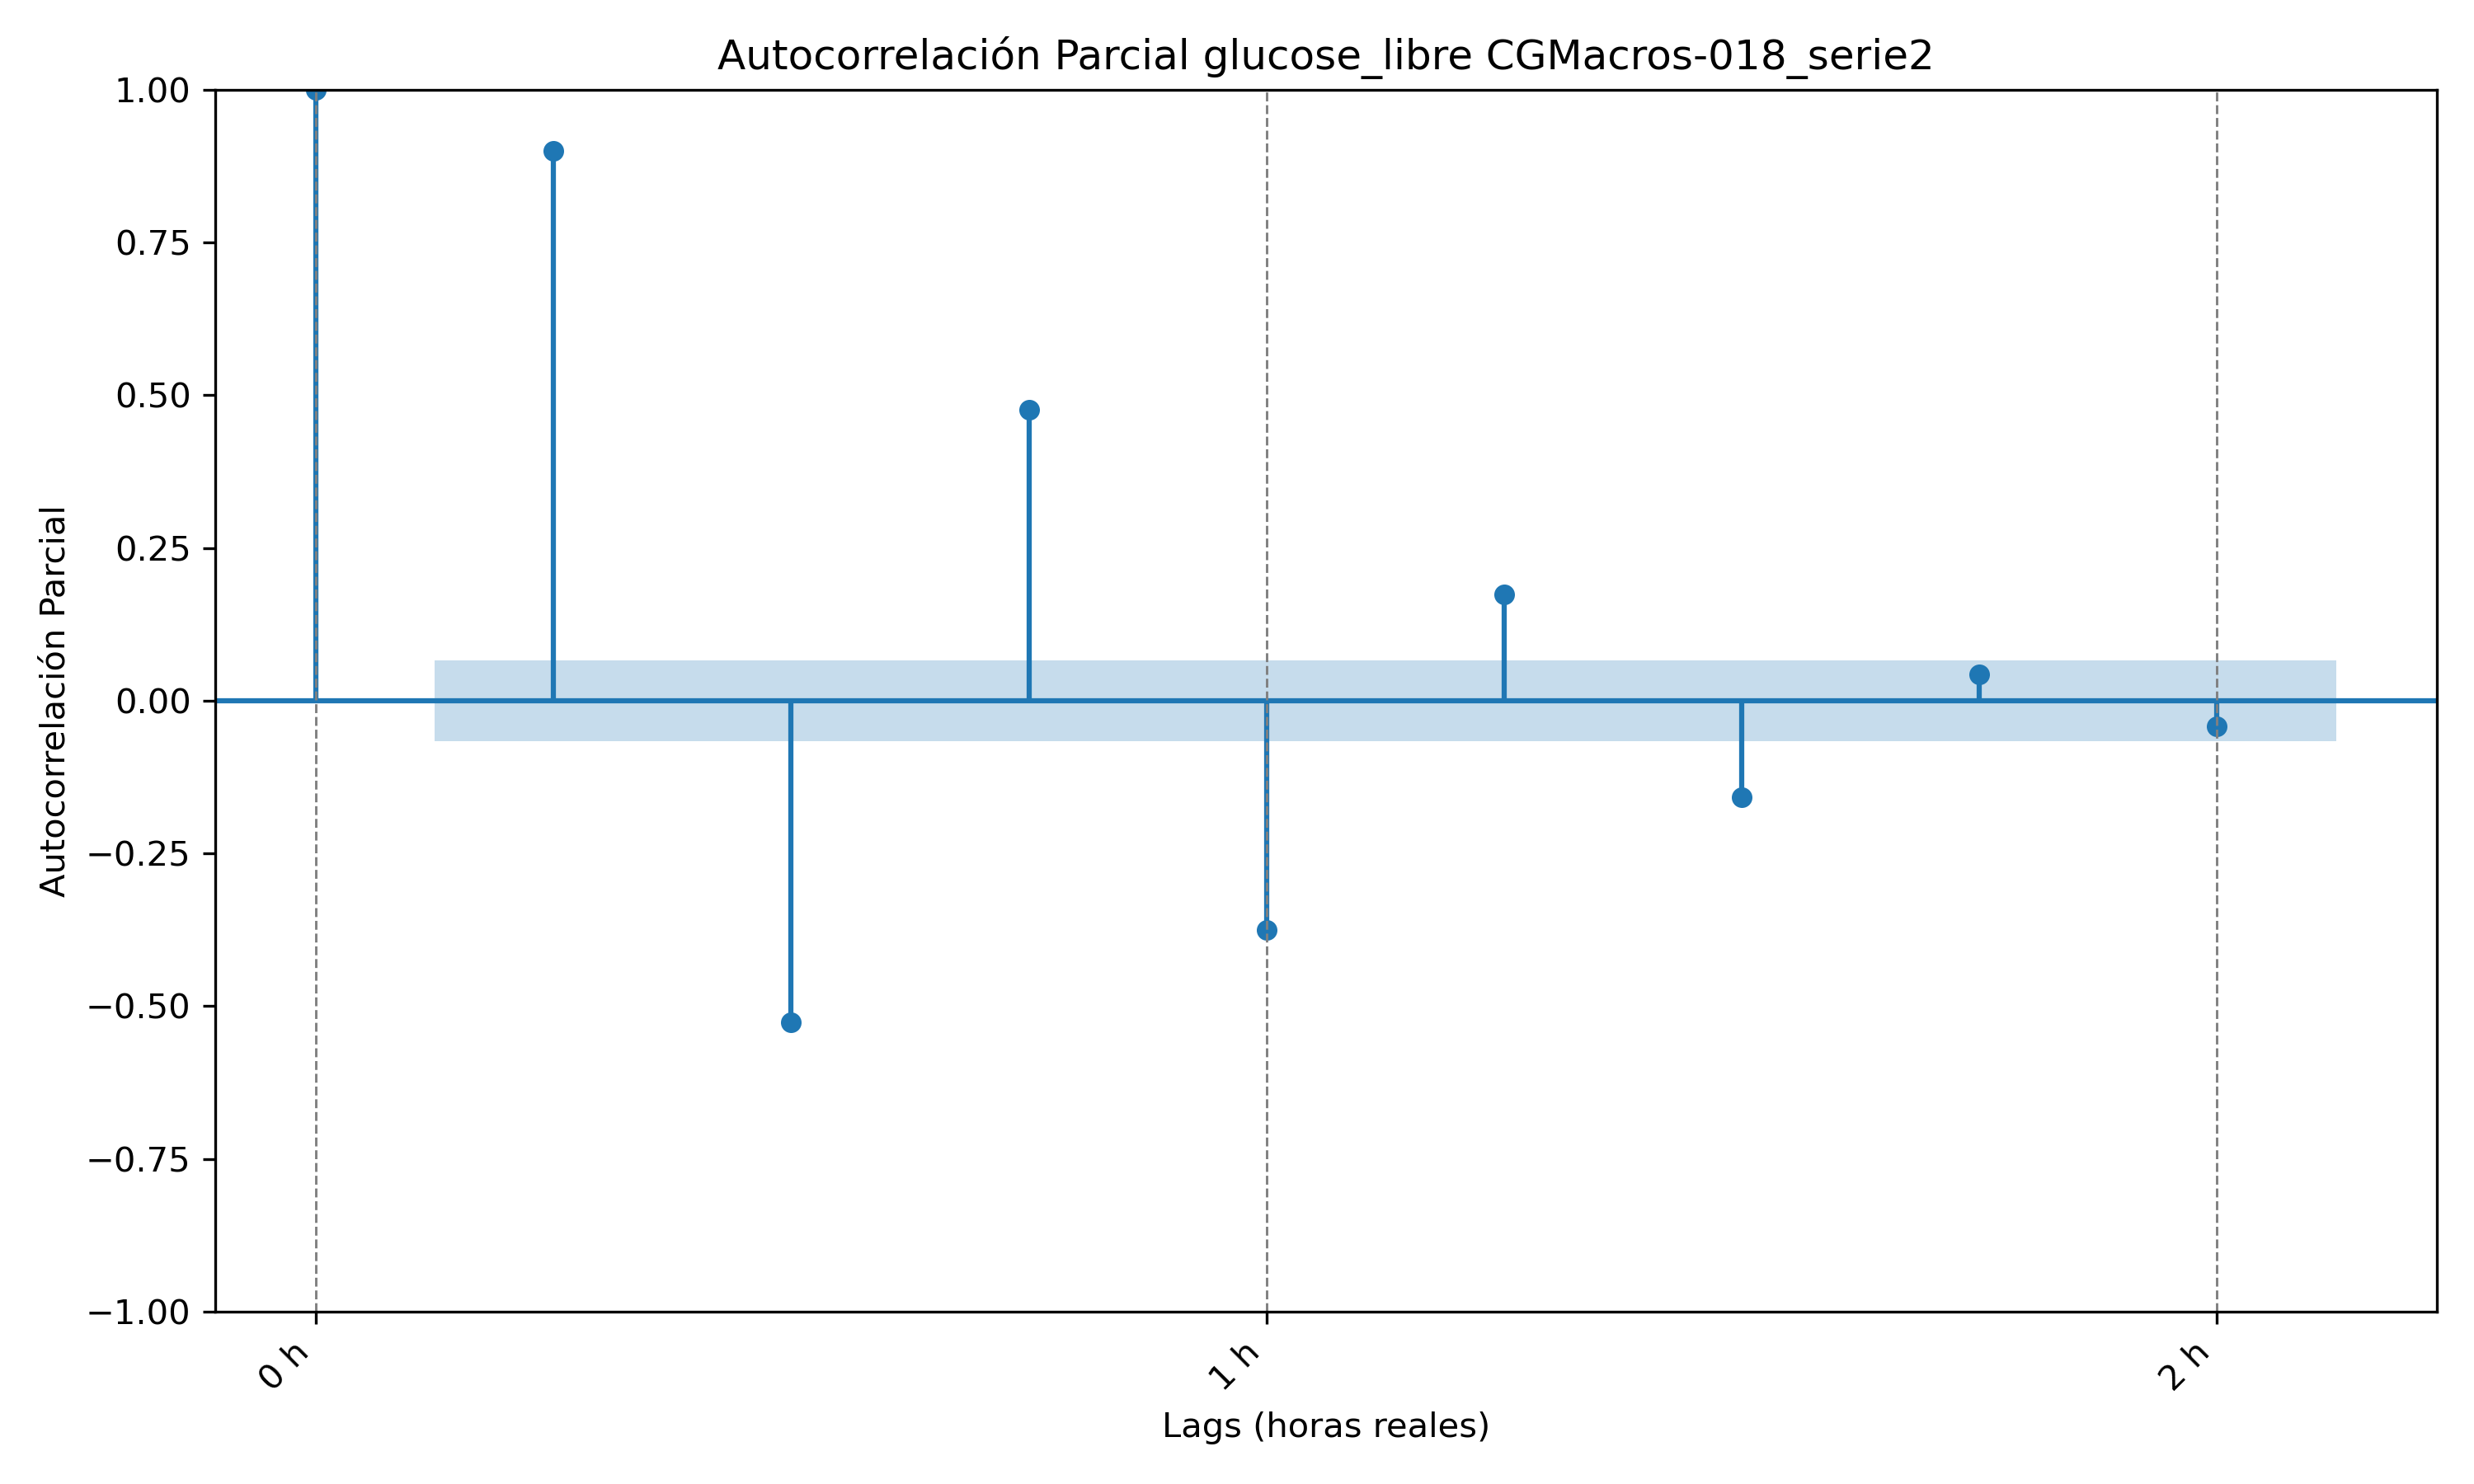 Autocorrelación Parcial glucose_libre CGMacros-018_serie2
1.00
0.75
0.50
0.25
0.00
−0.25
−0.50
−0.75
−1.00
Autocorrelación Parcial
0 h
1 h
2 h
Lags (horas reales)